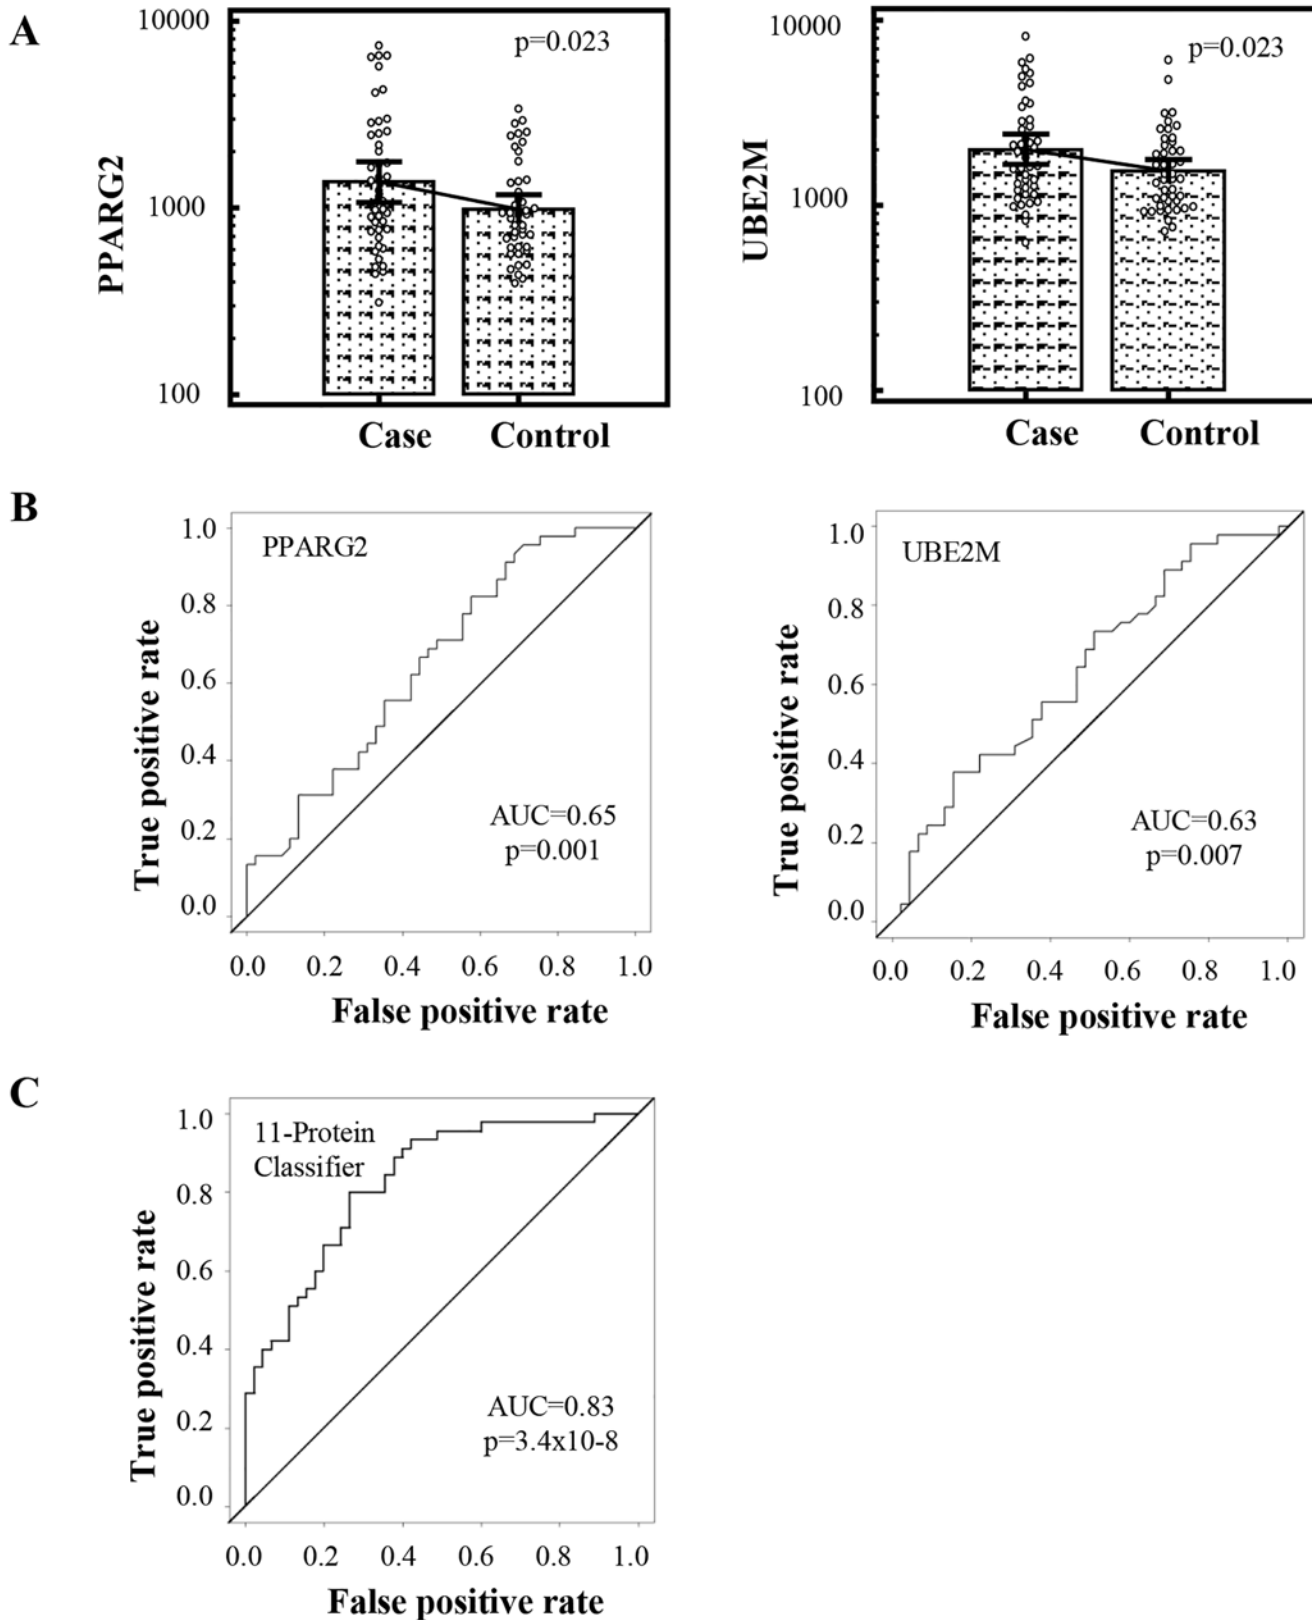 A
10000
1000
100
PPARG2
p=0.023
Case
Control
10000
1000
100
UBE2M
p=0.023
Case
Control
B
PPARG2
1.0
0.8
0.6
0.4
0.2
0.0
True positive rate
AUC=0.65
p=0.001
0.0 0.2 0.4 0.6 0.8 1.0
False positive rate
UBE2M
1.0
0.8
0.6
0.4
0.2
0.0
True positive rate
AUC=0.63
p=0.007
0.0 0.2 0.4 0.6 0.8 1.0
False positive rate
C
11-Protein
Classifier
1.0
0.8
0.6
0.4
0.2
0.0
True positive rate
AUC=0.83
p=3.4x10-8
0.0 0.2 0.4 0.6 0.8 1.0
False positive rate